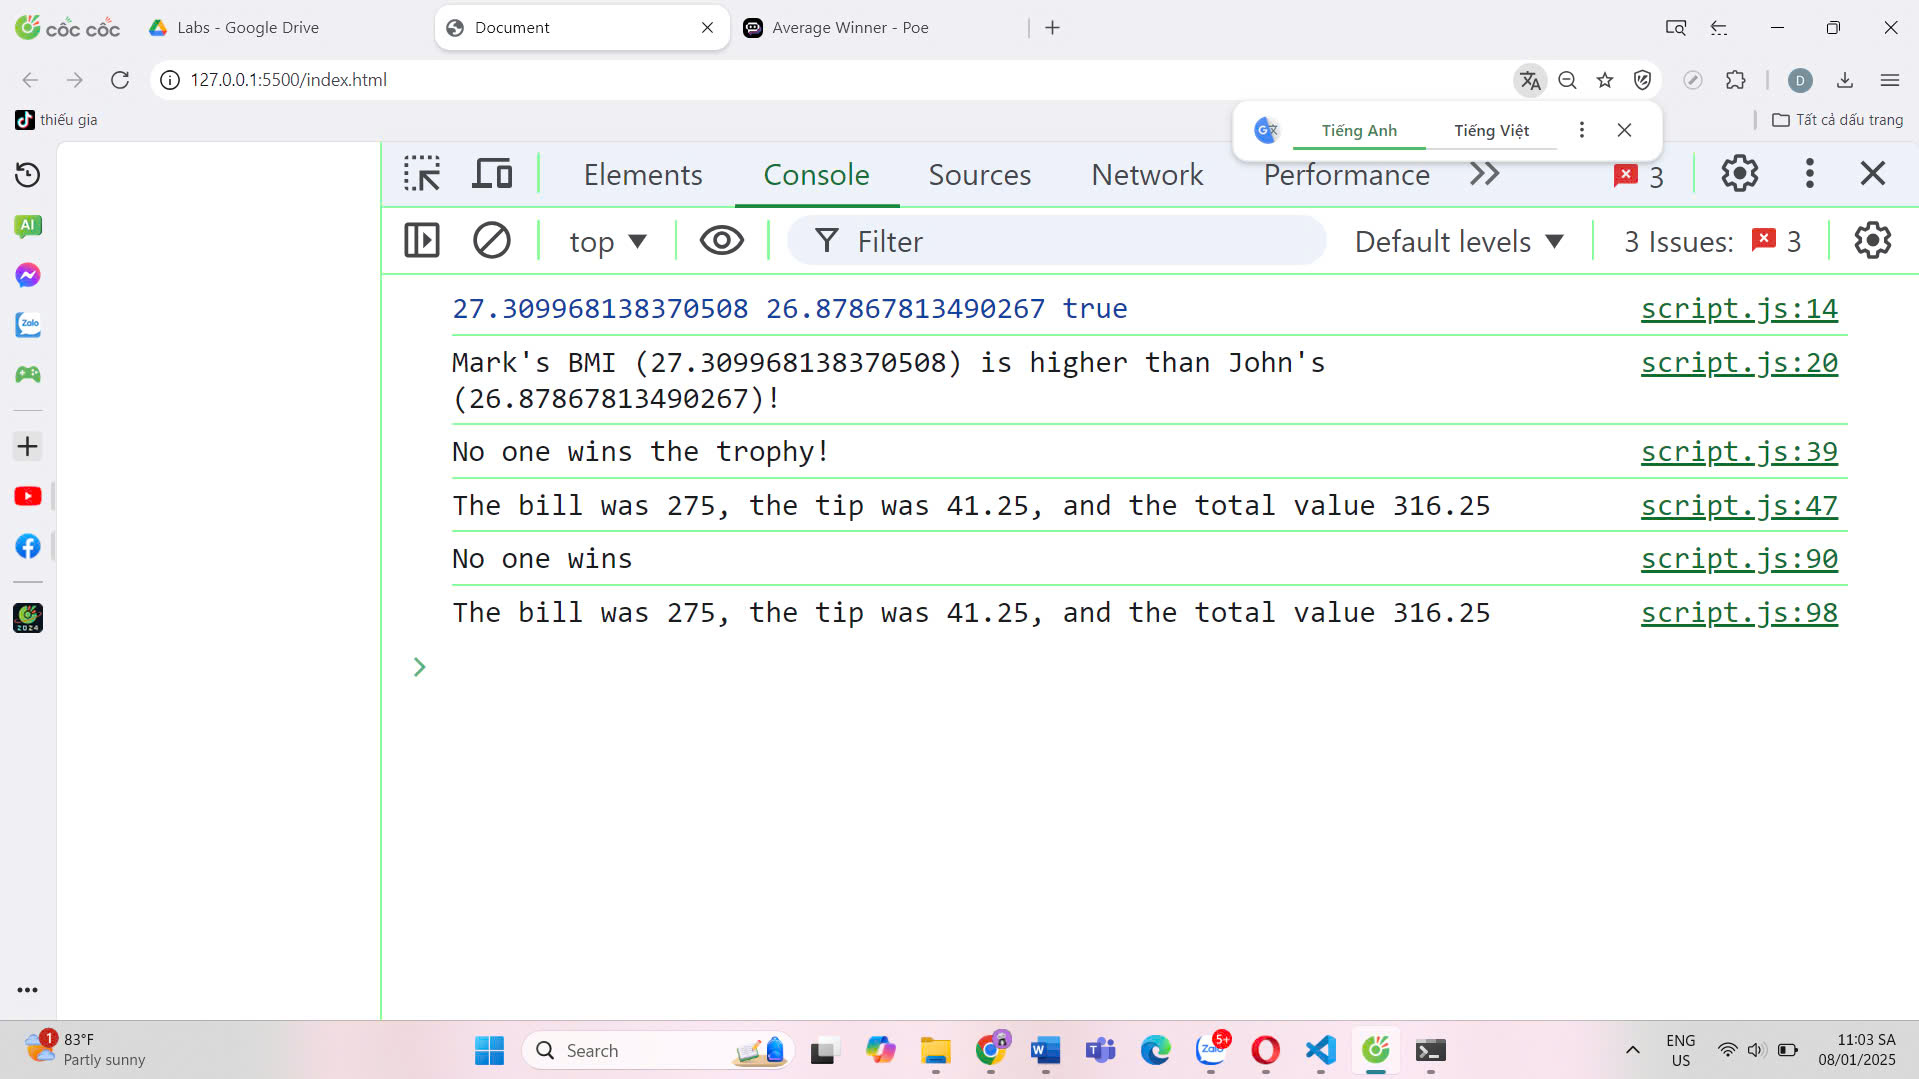 cốc cốc
Labs - Google Drive
Document
Average Winner - Poe
127.0.0.1:5500/index.html
D
thiếu gia
Tiếng Anh
Tiếng Việt
Tất cả dấu trang
AI
Zalo
2024
Elements
Console
Sources
Network
Performance
3
top
Filter
Default levels
3 Issues:
3
27.309968138370508 26.87867813490267 true
script.js:14
Mark's BMI (27.309968138370508) is higher than John's
script.js:20
(26.87867813490267)!
No one wins the trophy!
script.js:39
The bill was 275, the tip was 41.25, and the total value 316.25
script.js:47
No one wins
script.js:90
The bill was 275, the tip was 41.25, and the total value 316.25
script.js:98
1
83°F
Partly sunny
Search
W
T
Zalo
5+
ENG
US
11:03 SA
08/01/2025